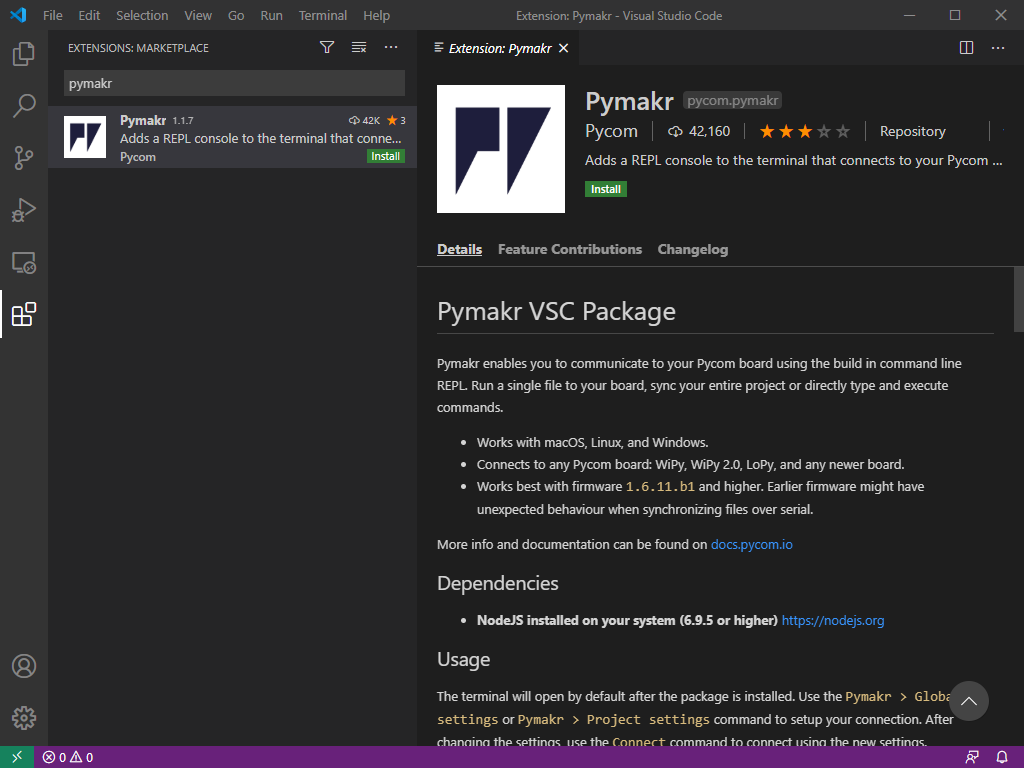 File Edit Selection View Go Run Terminal Help
Extension: Pymakr - Visual Studio Code
EXTENSIONS: MARKETPLACE
pymakr
Pymakr 1.1.7 42K 3
Adds a REPL console to the terminal that conne...
Pycom Install
Extension: Pymakr
Pymakr pycom.pymakr
Pycom 42,160 Repository
Adds a REPL console to the terminal that connects to your Pycom ...
Install
Details Feature Contributions Changelog
Pymakr VSC Package
Pymakr enables you to communicate to your Pycom board using the build in command line
REPL. Run a single file to your board, sync your entire project or directly type and execute
commands.
• Works with macOS, Linux, and Windows.
• Connects to any Pycom board: WiPy, WiPy 2.0, LoPy, and any newer board.
• Works best with firmware 1.6.11.b1 and higher. Earlier firmware might have
unexpected behaviour when synchronizing files over serial.
More info and documentation can be found on docs.pycom.io
Dependencies
• NodeJS installed on your system (6.9.5 or higher) https://nodejs.org
Usage
The terminal will open by default after the package is installed. Use the Pymakr > Globa
settings or Pymakr > Project settings command to setup your connection. After
changing the settings, use the Connect command to connect using the new settings.
0 0